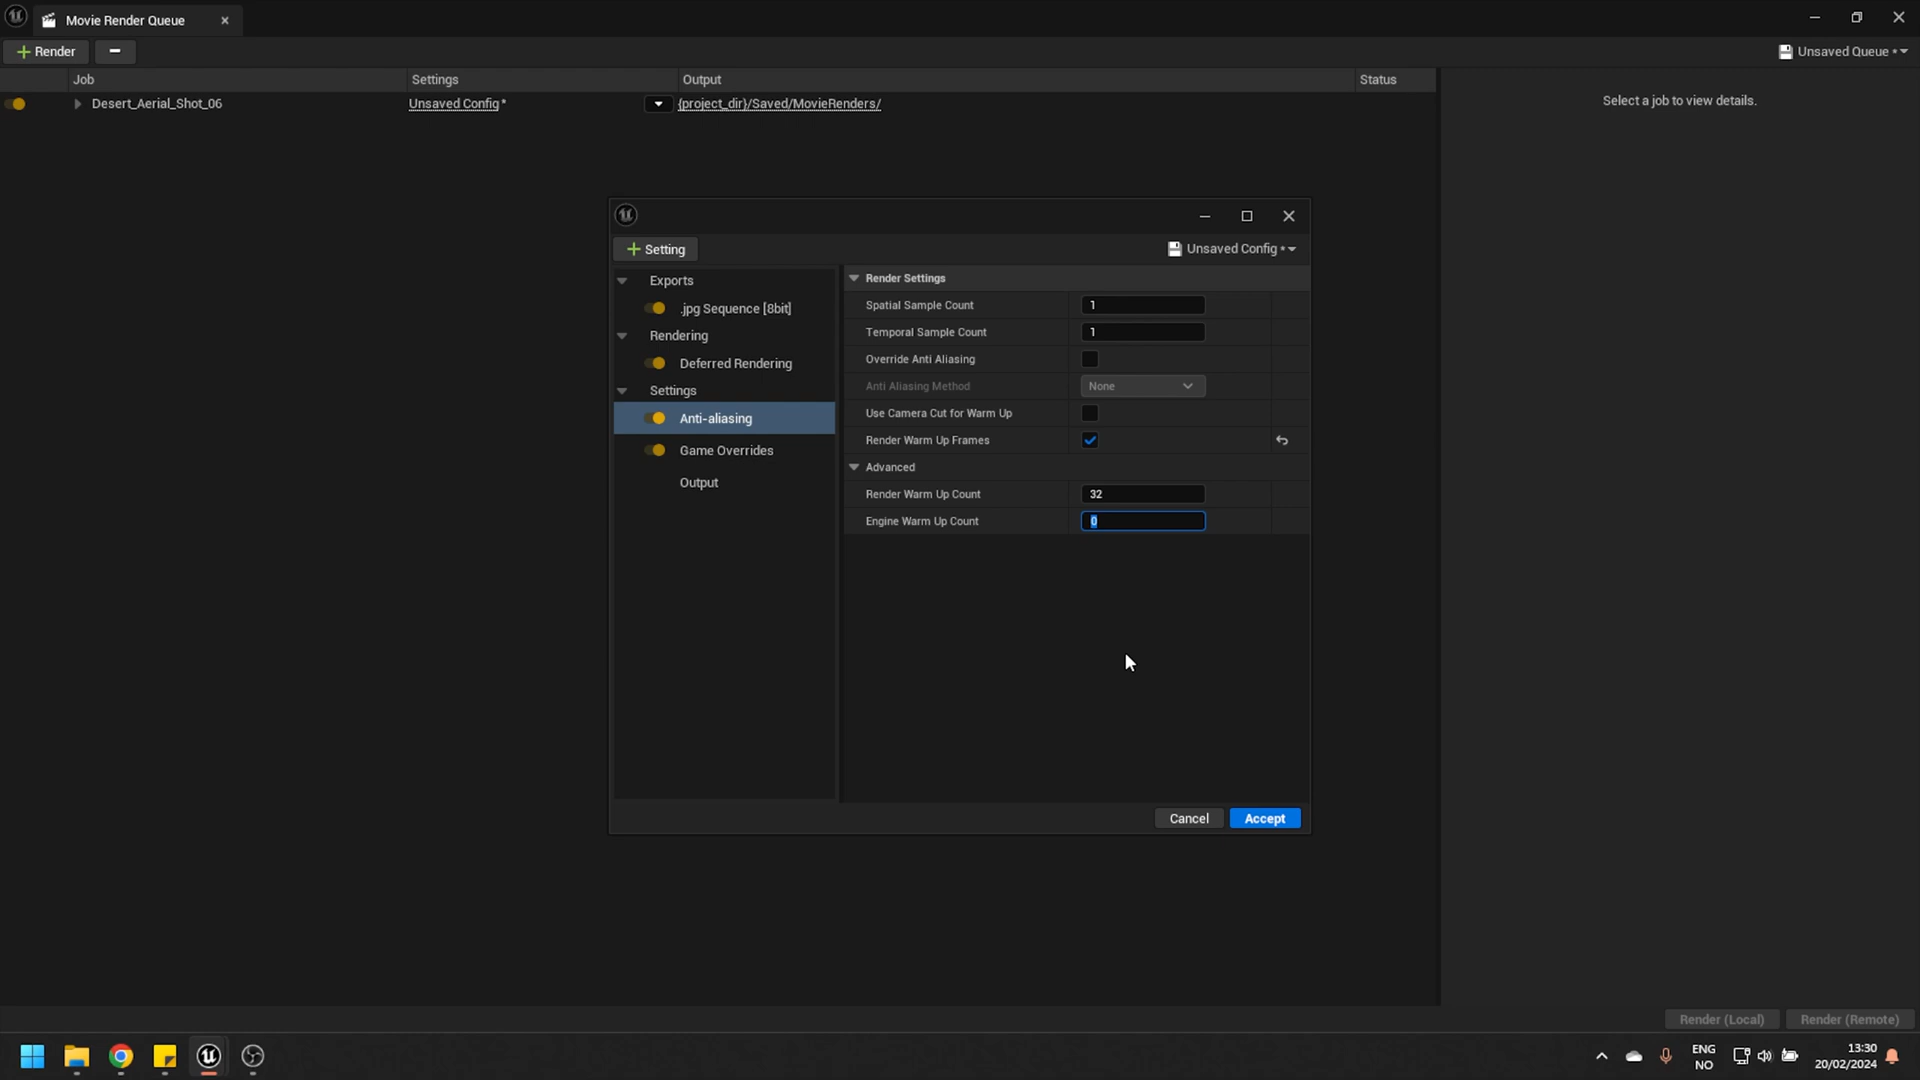 Movie Render Queue
Render
Unsaved Queue *
Job
Settings
Output
Status
Desert_Aerial_Shot_06
Unsaved Config*
{project_dir}/Saved/MovieRenders/
Select a job to view details.
Setting
Unsaved Config *
Exports
.jpg Sequence [8bit]
Rendering
Deferred Rendering
Settings
Anti-aliasing
Game Overrides
Output
Render Settings
Spatial Sample Count
1
Temporal Sample Count
1
Override Anti Aliasing
Anti Aliasing Method
None
Use Camera Cut for Warm Up
Render Warm Up Frames
Advanced
Render Warm Up Count
32
Engine Warm Up Count
0
Cancel
Accept
Render (Local)
Render (Remote)
ENG
NO
13:30
20/02/2024